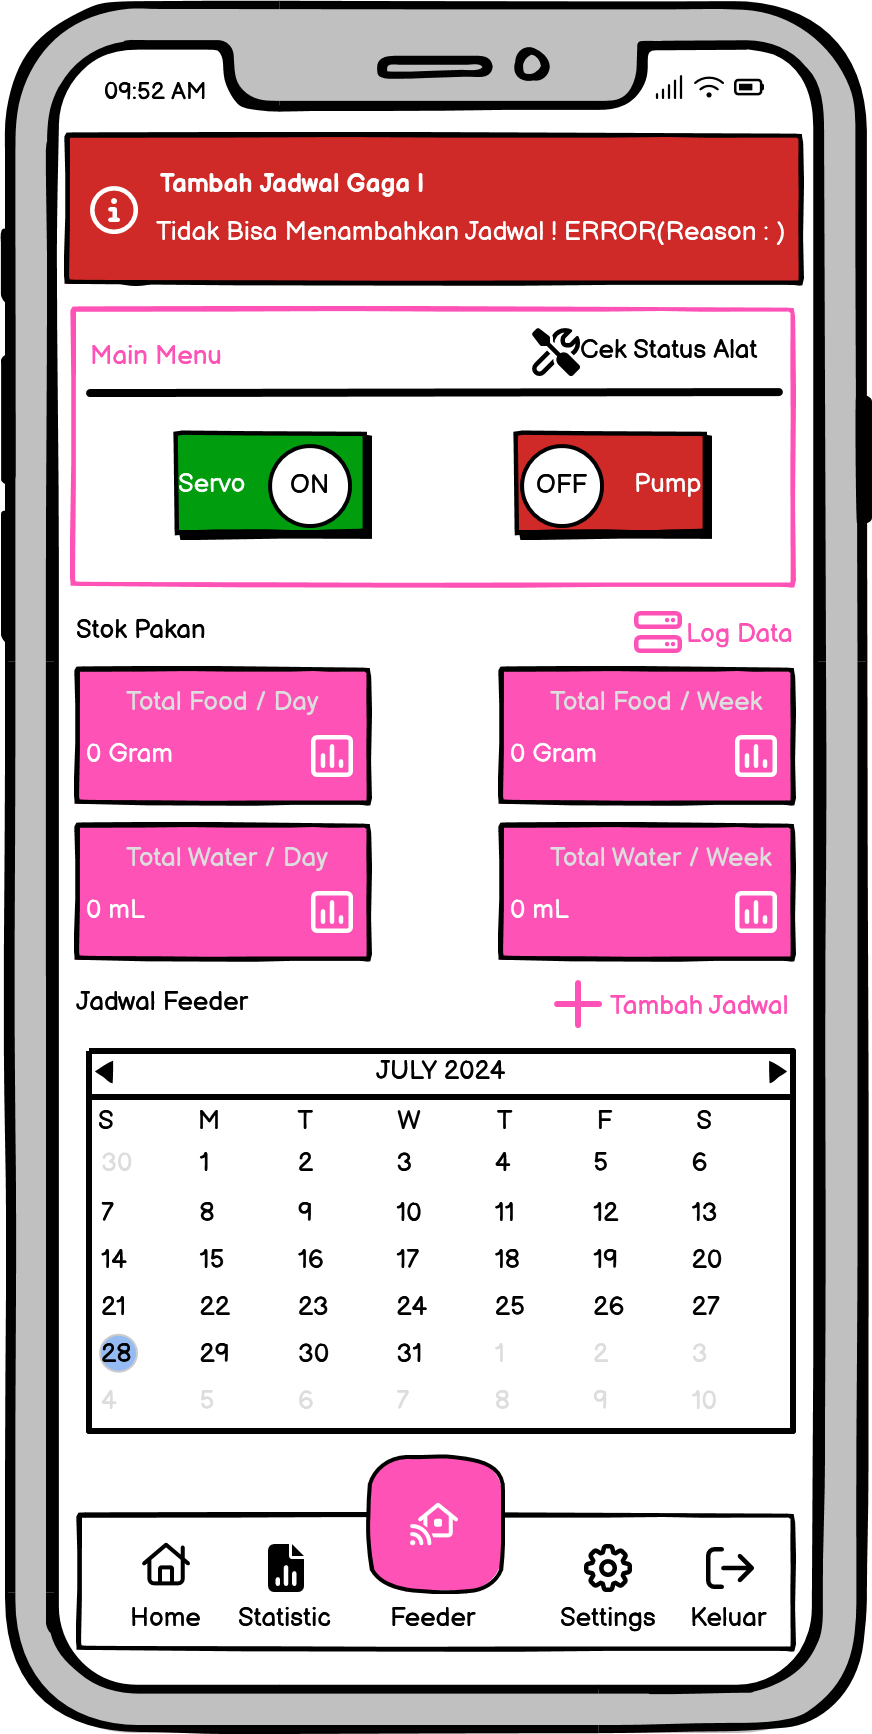 09:52 AM
Tambah Jadwal Gaga l
Tidak Bisa Menambahkan Jadwal ! ERROR(Reason : )
Main Menu
Cek Status Alat
Servo ON
OFF Pump
Stok Pakan
Log Data
Total Food / Day
0 Gram
Total Food / Week
0 Gram
Total Water / Day
0 mL
Total Water / Week
0 mL
Jadwal Feeder
Tambah Jadwal
JULY 2024
S M T W T F S
30 1 2 3 4 5 6
7 8 9 10 11 12 13
14 15 16 17 18 19 20
21 22 23 24 25 26 27
28 29 30 31 1 2 3
4 5 6 7 8 9 10
Home Statistic Feeder Settings Keluar